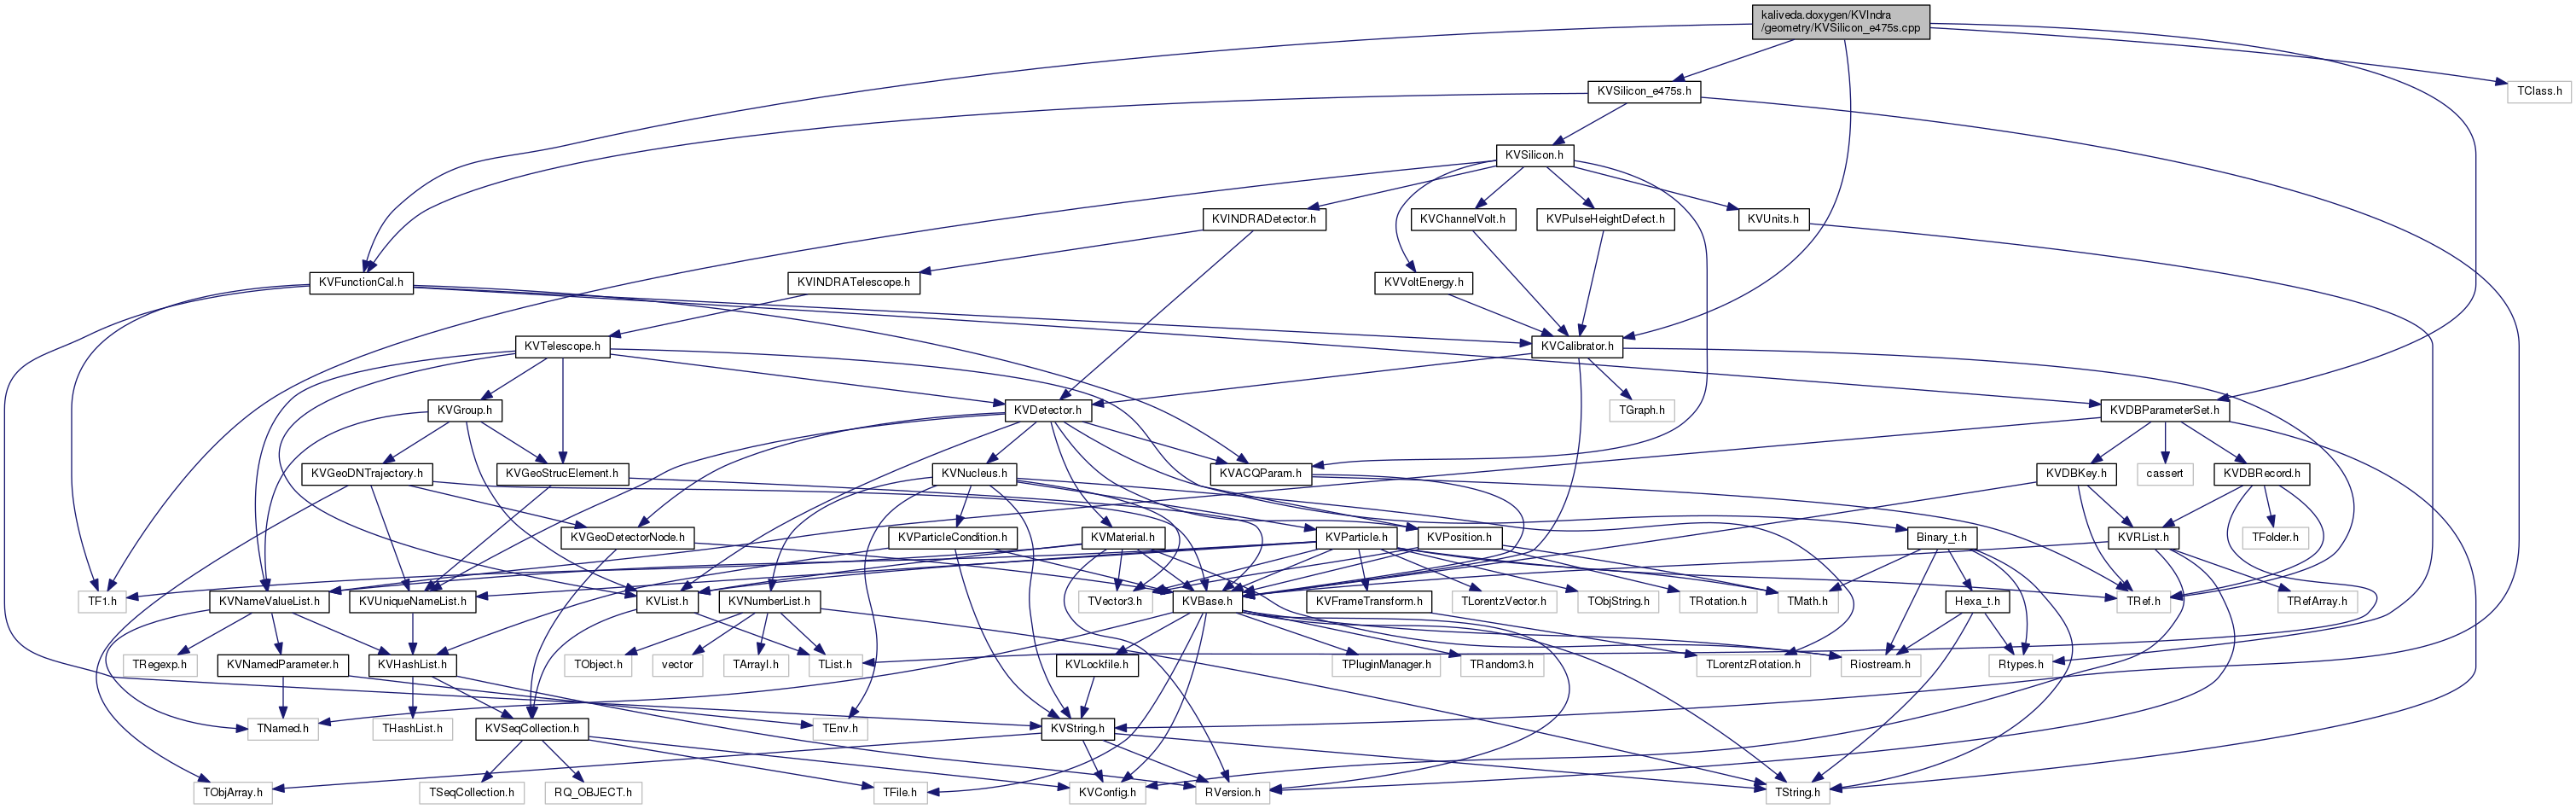 kaliveda.doxygen/KVIndra
/geometry/KVSilicon_e475s.cpp
KVSilicon_e475s.h
TClass.h
KVSilicon.h
KVINDRADetector.h
KVChannelVolt.h
KVPulseHeightDefect.h
KVUnits.h
KVFunctionCal.h
KVINDRATelescope.h
KVVoltEnergy.h
KVTelescope.h
KVCalibrator.h
KVGroup.h
KVDetector.h
TGraph.h
KVDBParameterSet.h
KVGeoDNTrajectory.h
KVGeoStrucElement.h
KVNucleus.h
KVACQParam.h
KVDBKey.h
cassert
KVDBRecord.h
KVGeoDetectorNode.h
KVParticleCondition.h
KVMaterial.h
KVParticle.h
KVPosition.h
Binary_t.h
KVRList.h
TFolder.h
TF1.h
KVNameValueList.h
KVUniqueNameList.h
KVList.h
KVNumberList.h
TVector3.h
KVBase.h
KVFrameTransform.h
TLorentzVector.h
TObjString.h
TRotation.h
TMath.h
Hexa_t.h
TRef.h
TRefArray.h
TRegexp.h
KVNamedParameter.h
KVHashList.h
TObject.h
vector
TArrayI.h
TList.h
KVLockfile.h
TPluginManager.h
TRandom3.h
TLorentzRotation.h
Riostream.h
Rtypes.h
TNamed.h
THashList.h
KVSeqCollection.h
TEnv.h
KVString.h
TObjArray.h
TSeqCollection.h
RQ_OBJECT.h
TFile.h
KVConfig.h
RVersion.h
TString.h